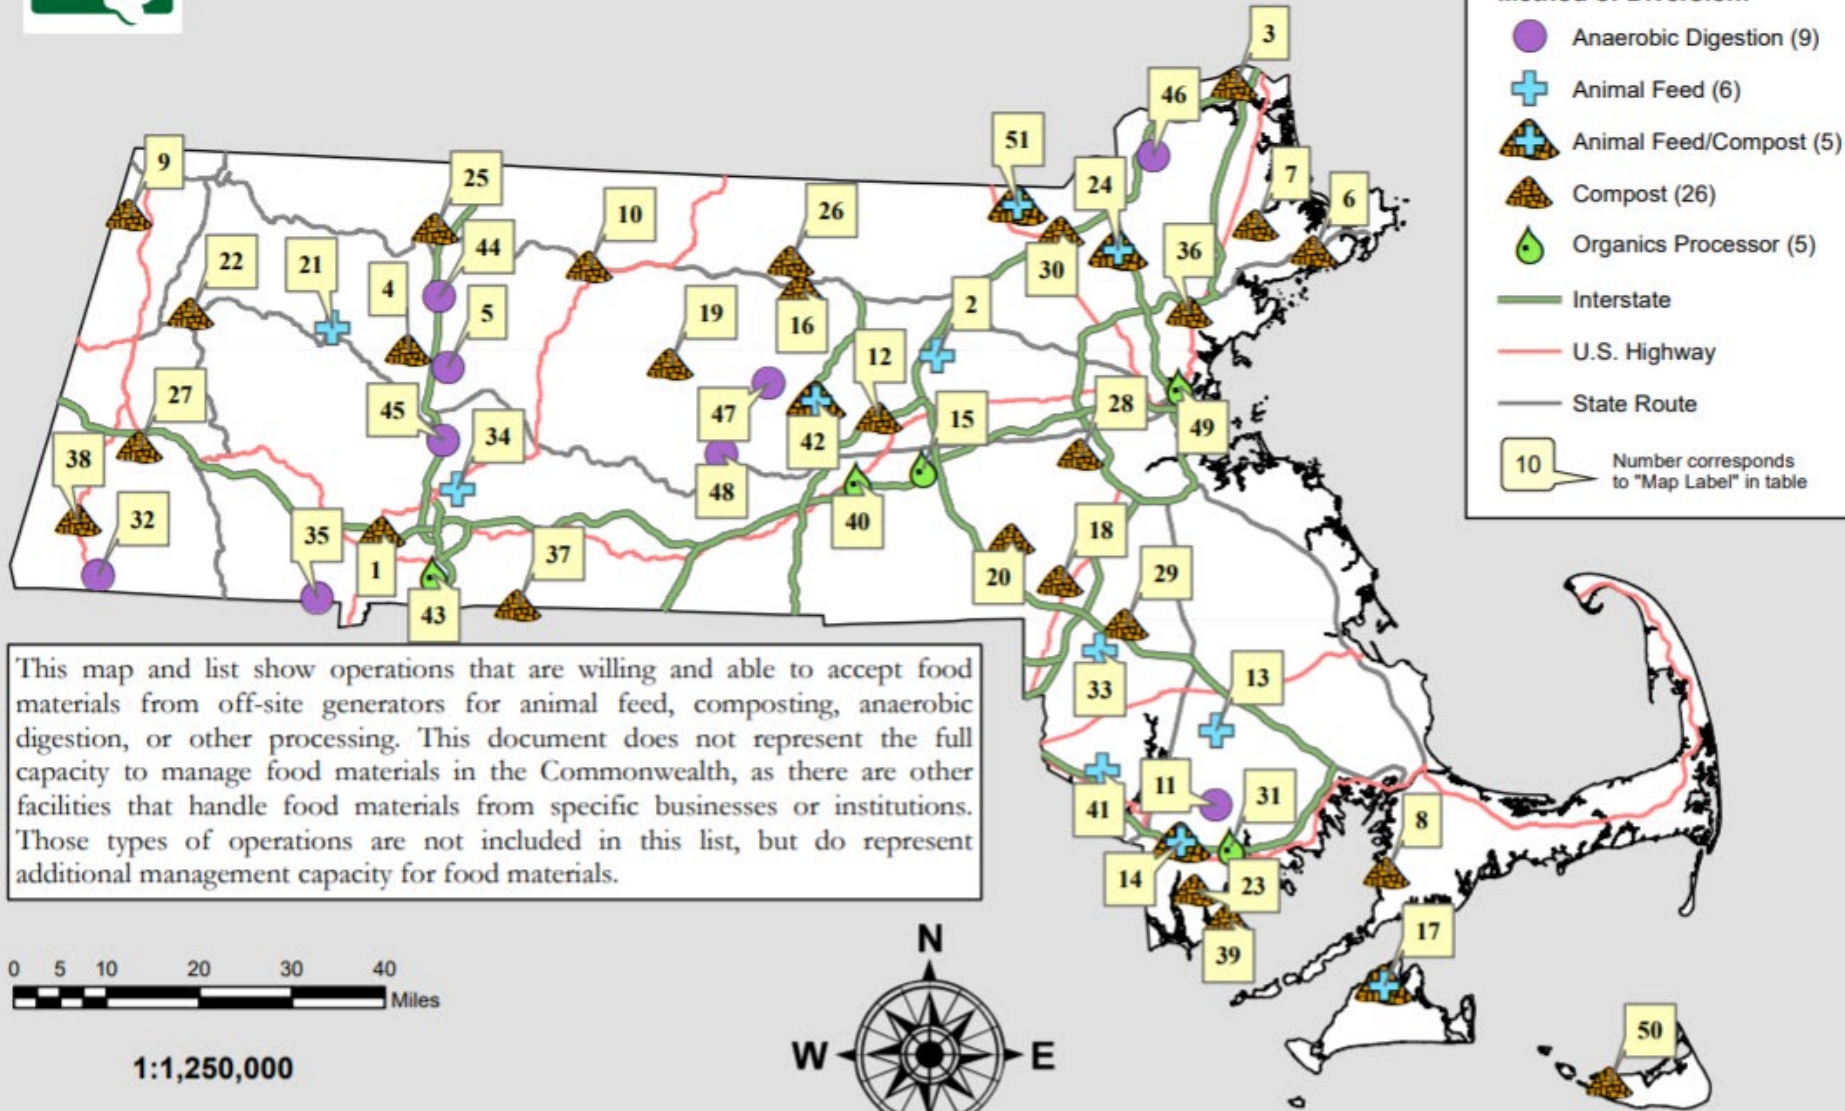 Anaerobic Digestion (9)
Animal Feed (6)
Animal Feed/Compost (5)
Compost (26)
Organics Processor (5)
Interstate
U.S. Highway
State Route
10
Number corresponds
to "Map Label" in table
3
46
51
9
25
24
7
6
10
26
22
21
44
36
4
30
5
19
2
16
12
27
45
47
28
15
34
42
49
38
48
32
40
35
18
37
1
20
29
43
33
13
11
31
41
8
14
23
17
39
50
This map and list show operations that are willing and able to accept food
materials from off-site generators for animal feed, composting, anaerobic
digestion, or other processing. This document does not represent the full
capacity to manage food materials in the Commonwealth, as there are other
facilities that handle food materials from specific businesses or institutions.
Those types of operations are not included in this list, but do represent
additional management capacity for food materials.
0 5 10 20 30 40
Miles
1:1,250,000
N
W
E